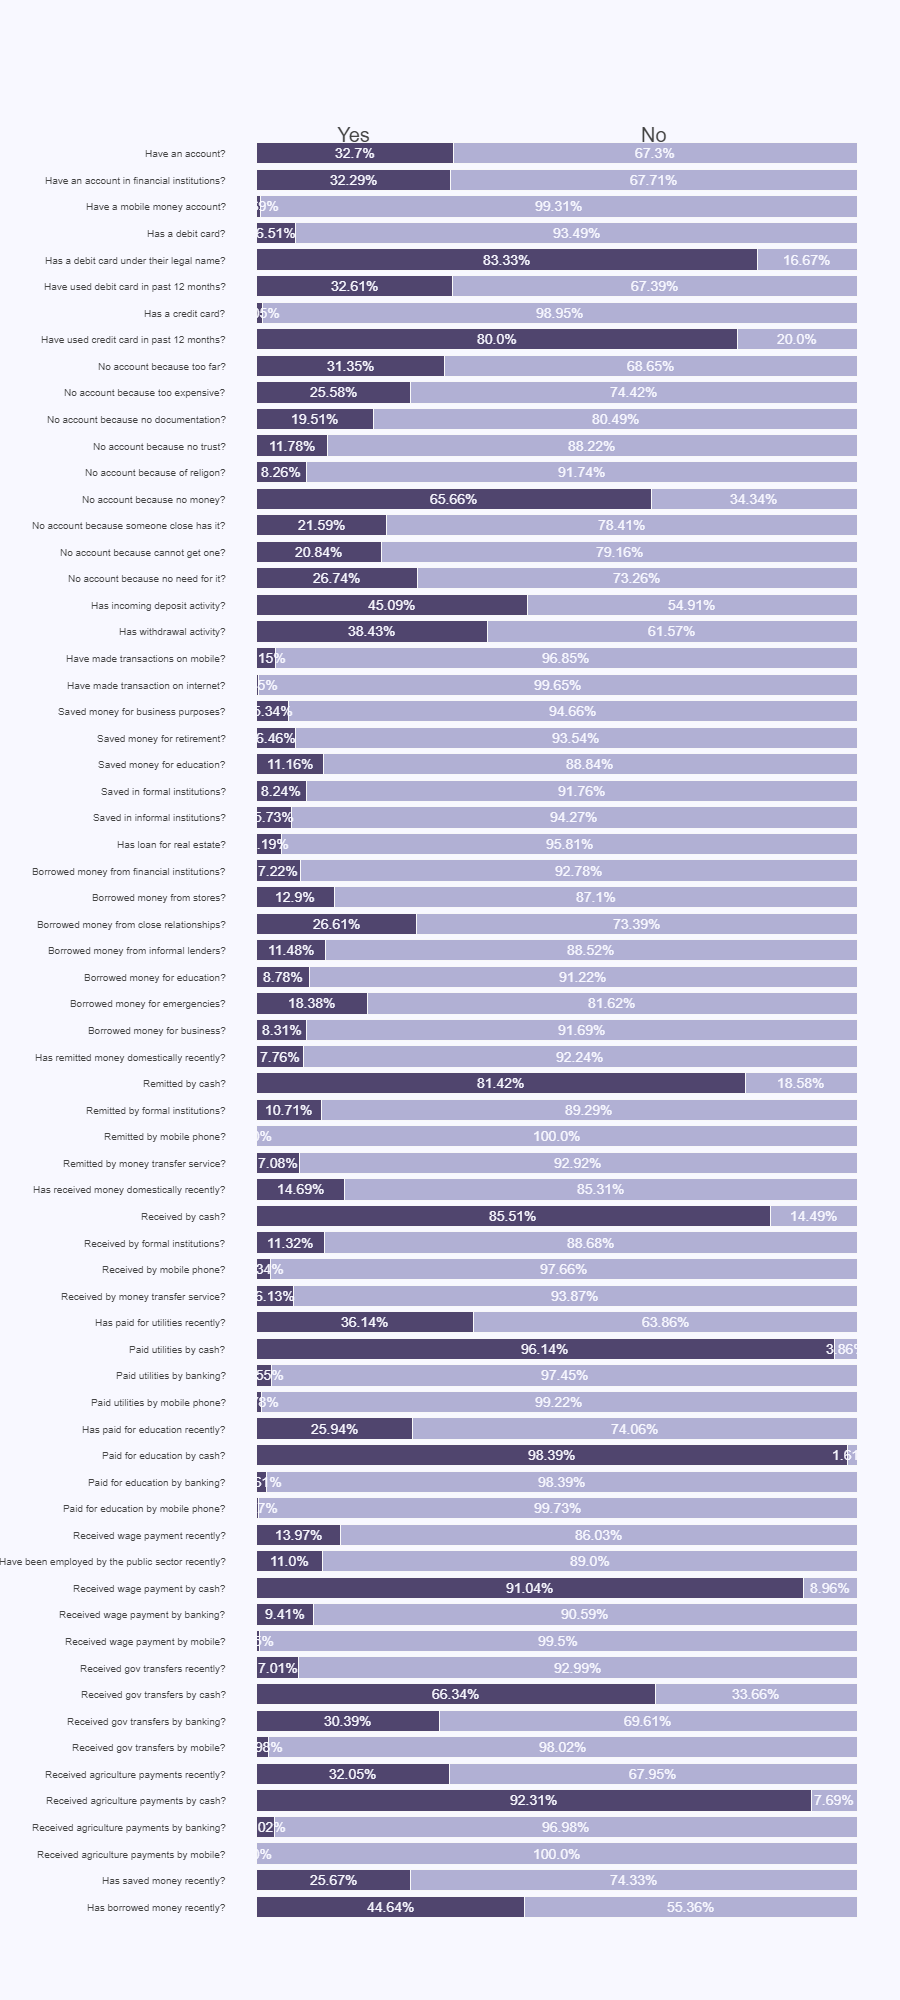 Yes No
Have an account? 32.7% 67.3%
Have an account in financial institutions? 32.29% 67.71%
Have a mobile money account? 99.31%
Has a debit card? 6.51% 93.49%
Has a debit card under their legal name? 83.33% 16.67%
Have used debit card in past 12 months? 32.61% 67.39%
Has a credit card? 98.95%
Have used credit card in past 12 months? 80.0% 20.0%
No account because too far? 31.35% 68.65%
No account because too expensive? 25.58% 74.42%
No account because no documentation? 19.51% 80.49%
No account because no trust? 11.78% 88.22%
No account because of religon? 8.26% 91.74%
No account because no money? 65.66% 34.34%
No account because someone close has it? 21.59% 78.41%
No account because cannot get one? 20.84% 79.16%
No account because no need for it? 26.74% 73.26%
Has incoming deposit activity? 45.09% 54.91%
Has withdrawal activity? 38.43% 61.57%
Have made transactions on mobile? 96.85%
Have made transaction on internet? 99.65%
Saved money for business purposes? 5.34% 94.66%
Saved money for retirement? 6.46% 93.54%
Saved money for education? 11.16% 88.84%
Saved in formal institutions? 8.24% 91.76%
Saved in informal institutions? 5.73% 94.27%
Has loan for real estate? 95.81%
Borrowed money from financial institutions? 7.22% 92.78%
Borrowed money from stores? 12.9% 87.1%
Borrowed money from close relationships? 26.61% 73.39%
Borrowed money from informal lenders? 11.48% 88.52%
Borrowed money for education? 8.78% 91.22%
Borrowed money for emergencies? 18.38% 81.62%
Borrowed money for business? 8.31% 91.69%
Has remitted money domestically recently? 7.76% 92.24%
Remitted by cash? 81.42% 18.58%
Remitted by formal institutions? 10.71% 89.29%
Remitted by mobile phone? 100.0%
Remitted by money transfer service? 7.08% 92.92%
Has received money domestically recently? 14.69% 85.31%
Received by cash? 85.51% 14.49%
Received by formal institutions? 11.32% 88.68%
Received by mobile phone? 97.66%
Received by money transfer service? 6.13% 93.87%
Has paid for utilities recently? 36.14% 63.86%
Paid utilities by cash? 96.14% 3.86%
Paid utilities by banking? 97.45%
Paid utilities by mobile phone? 99.22%
Has paid for education recently? 25.94% 74.06%
Paid for education by cash? 98.39% 1.61
Paid for education by banking? 98.39%
Paid for education by mobile phone? 99.73%
Received wage payment recently? 13.97% 86.03%
Have been employed by the public sector recently? 11.0% 89.0%
Received wage payment by cash? 91.04% 8.96%
Received wage payment by banking? 9.41% 90.59%
Received wage payment by mobile? 99.5%
Received gov transfers recently? 7.01% 92.99%
Received gov transfers by cash? 66.34% 33.66%
Received gov transfers by banking? 30.39% 69.61%
Received gov transfers by mobile? 98.02%
Received agriculture payments recently? 32.05% 67.95%
Received agriculture payments by cash? 92.31% 7.69%
Received agriculture payments by banking? 96.98%
Received agriculture payments by mobile? 100.0%
Has saved money recently? 25.67% 74.33%
Has borrowed money recently? 44.64% 55.36%